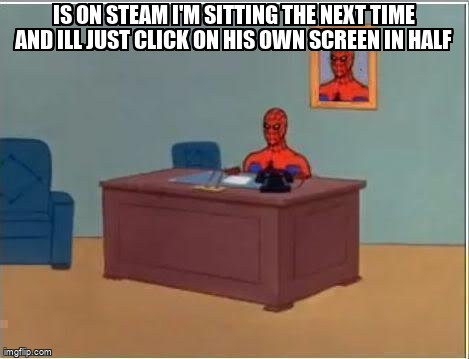 IS ON STEAM I'M SITTING THE NEXT TIME
AND ILL JUST CLICK ON HIS OWN SCREEN IN HALF
imgflip.com